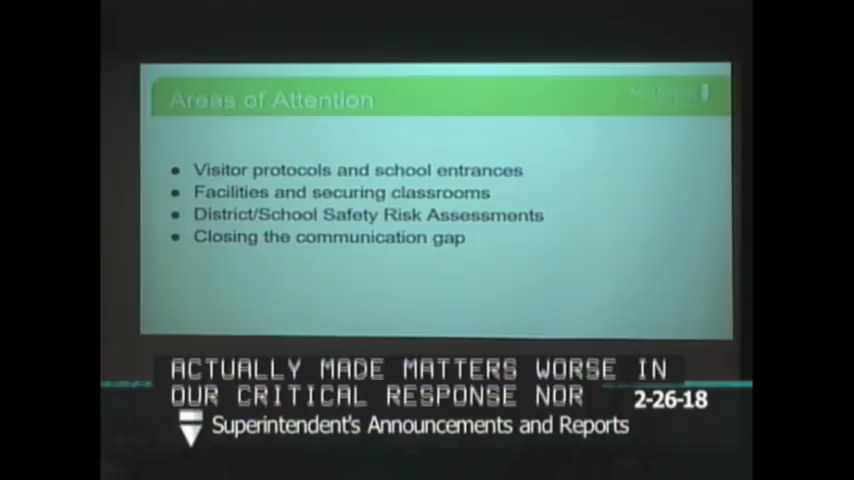 Areas of Attention
• Visitor protocols and school entrances
• Facilities and securing classrooms
• District/School Safety Risk Assessments
• Closing the communication gap
ACTUALLY MADE MATTERS WORSE IN
OUR CRITICAL RESPONSE NOR
2-26-18
Superintendent's Announcements and Reports